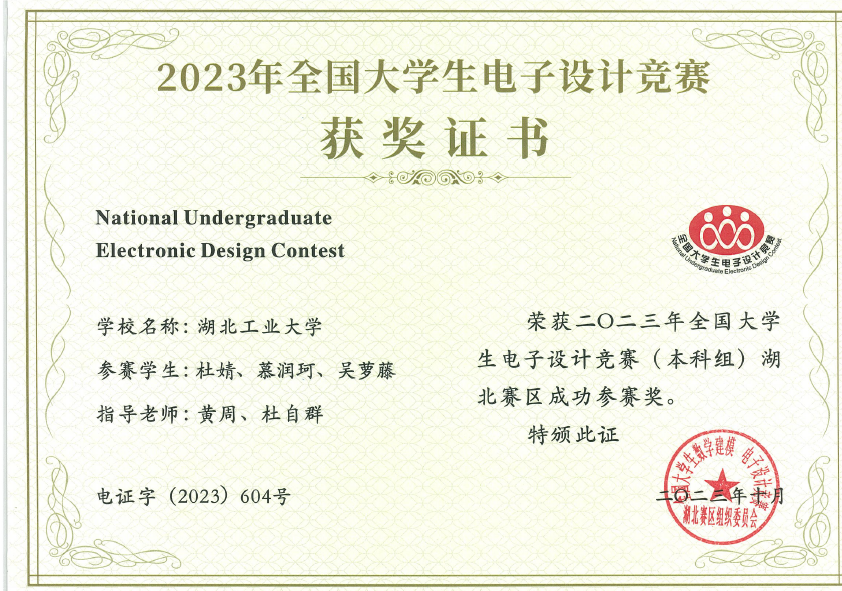 2023年全国大学生电子设计竞赛
获奖证书
National Undergraduate
Electronic Design Contest
全国大学生电子设计竞赛
National Undergraduate Electronic Design Contest
学校名称：湖北工业大学
参赛学生：杜婧、慕润珂、吴萝藤
指导老师：黄周、杜自群
荣获二〇二三年全国大学
生电子设计竞赛（本科组）湖
北赛区成功参赛奖。
特颁此证
电证字（2023）604号
二〇二三年十月
全国大学生数学建模 电子设计竞赛
湖北赛区组织委员会